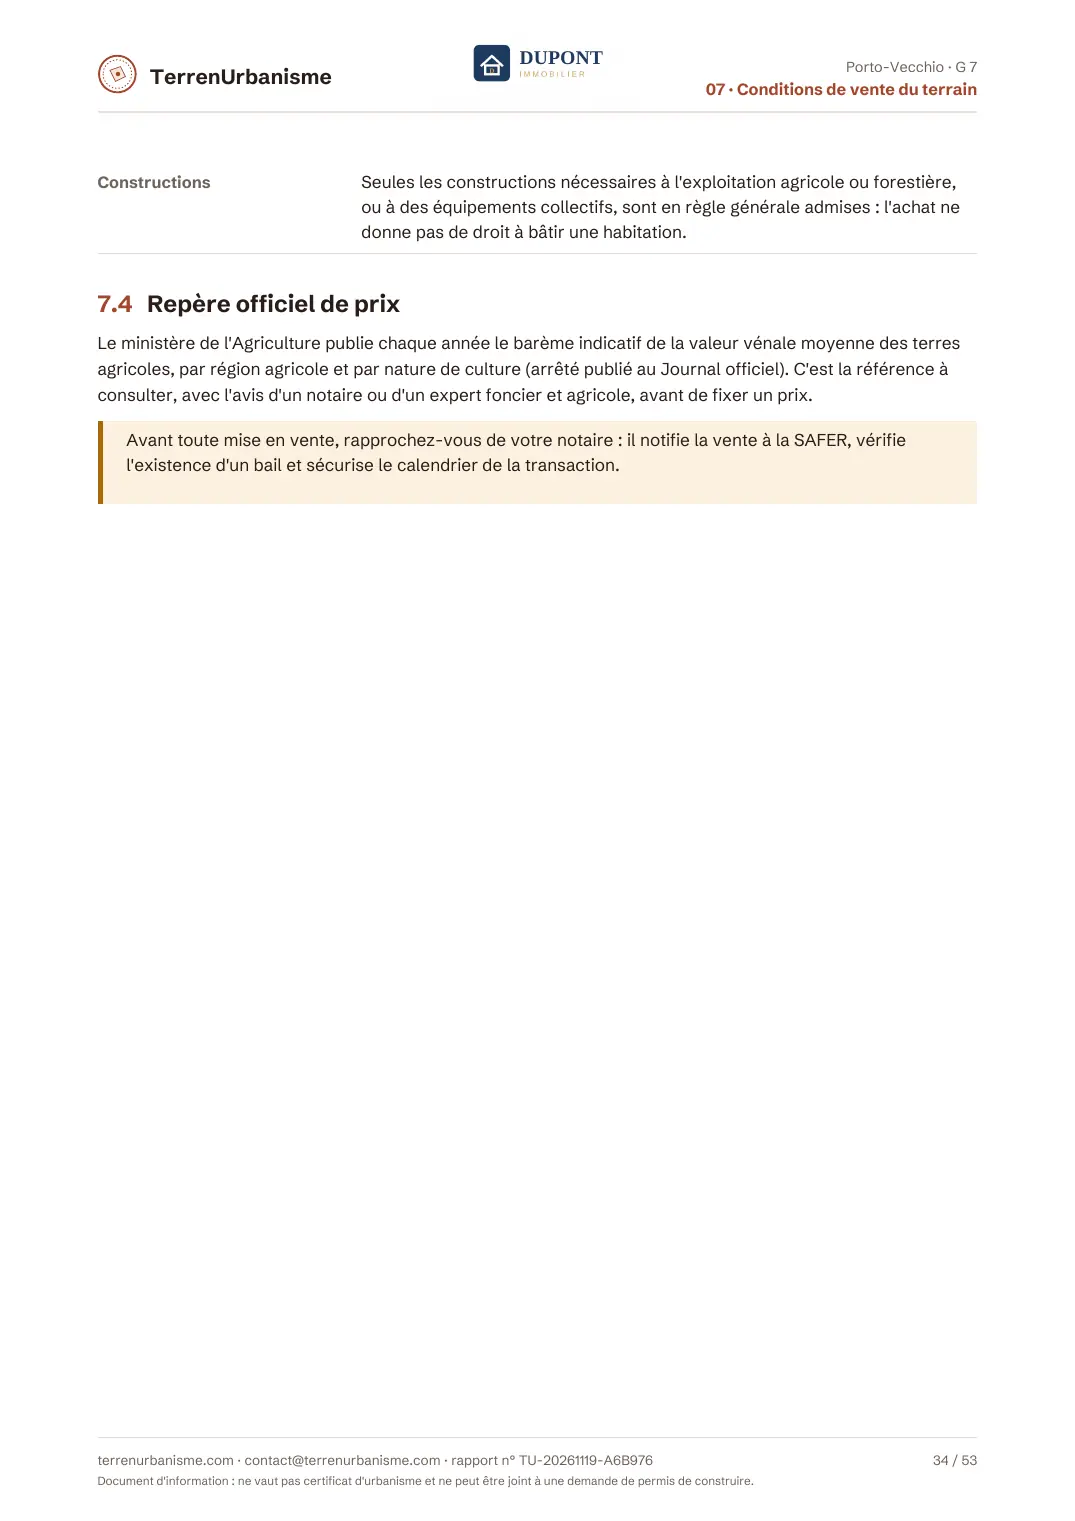 TerrenUrbanisme
DUPONT
IMMOBILIER
Porto-Vecchio · G 7
07 · Conditions de vente du terrain
Constructions
Seules les constructions nécessaires à l'exploitation agricole ou forestière,
ou à des équipements collectifs, sont en règle générale admises : l'achat ne
donne pas de droit à bâtir une habitation.
7.4 Repère officiel de prix
Le ministère de l'Agriculture publie chaque année le barème indicatif de la valeur vénale moyenne des terres
agricoles, par région agricole et par nature de culture (arrêté publié au Journal officiel). C'est la référence à
consulter, avec l'avis d'un notaire ou d'un expert foncier et agricole, avant de fixer un prix.
Avant toute mise en vente, rapprochez-vous de votre notaire : il notifie la vente à la SAFER, vérifie
l'existence d'un bail et sécurise le calendrier de la transaction.
terrenurbanisme.com · contact@terrenurbanisme.com · rapport n° TU-20261119-A6B976
34 / 53
Document d'information : ne vaut pas certificat d'urbanisme et ne peut être joint à une demande de permis de construire.